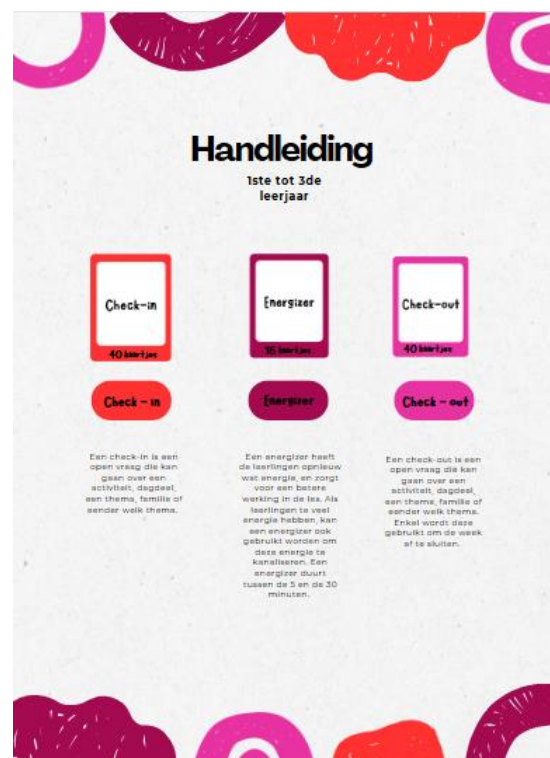 Handleiding
1ste tot 3de
leerjaar
Check-in
40 kaartjes
Energizer
16 kaartjes
Check-out
40 kaartjes
Check - in
Energizer
Check - out
Een check-in is een
open vraag die kan
gaan over een
activiteit, dagdeel,
een thema, familie of
eender welk thema.
Een energizer heeft
de leerlingen opnieuw
wat energie, en zorgt
voor een betere
werking in de les. Als
leerlingen te veel
energie hebben, kan
een energizer ook
gebruikt worden om
deze energie te
kanaliseren. Een
energizer duurt
tussen de 5 en de 30
minuten.
Een check-out is een
open vraag die kan
gaan over een
activiteit, dagdeel,
een thema, familie of
eender welk thema.
Enkel wordt deze
gebruikt om de week
af te sluiten.